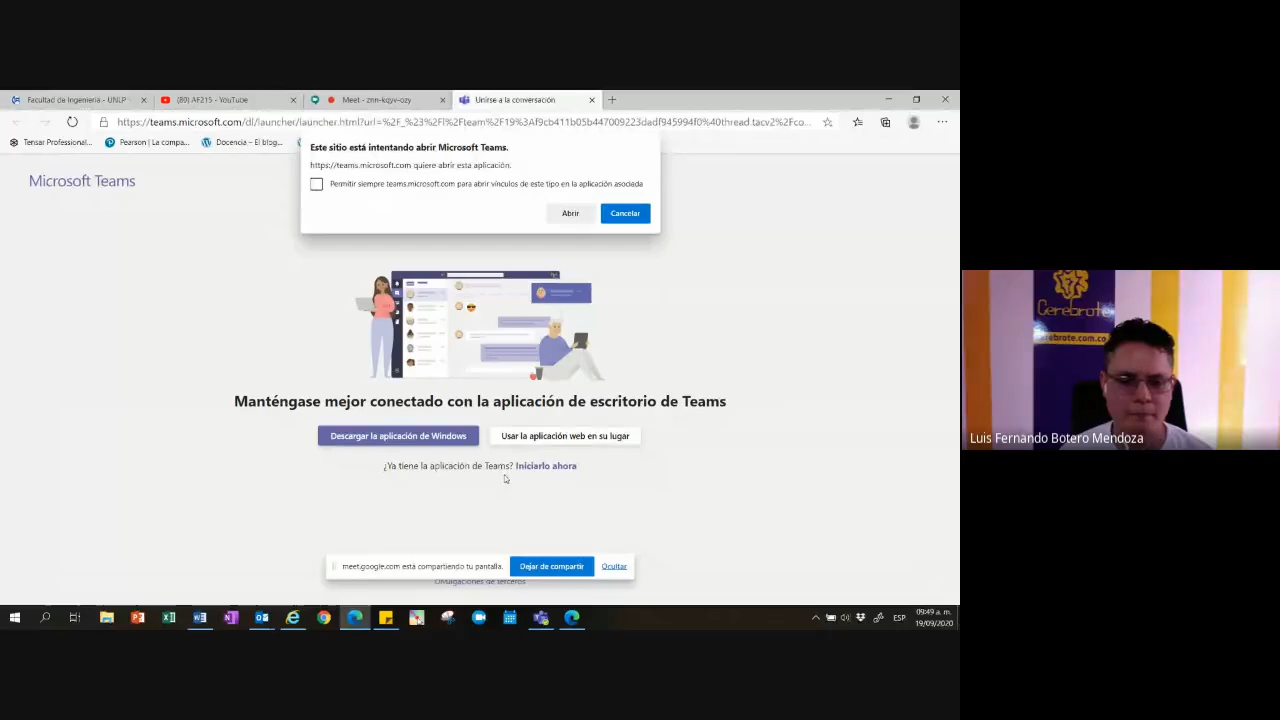 Facultad de Ingeniería - UNLP
(80) AF215 - YouTube
Meet - znn-kqyv-ozy
Unirse a la conversación
https://teams.microsoft.com/dl/launcher/launcher.html?url=%2F_%23%2Fl%2Fteam%2F19%3Af9cb411b05b447009223dadf945994f0%40thread.tacv2%2Fco...
Tensar Professional...
Pearson | La compa...
Docencia – El blog...
Este sitio está intentando abrir Microsoft Teams.
https://teams.microsoft.com quiere abrir esta aplicación.
Permitir siempre teams.microsoft.com para abrir vínculos de este tipo en la aplicación asociada
Abrir
Cancelar
Microsoft Teams
Manténgase mejor conectado con la aplicación de escritorio de Teams
Descargar la aplicación de Windows
Usar la aplicación web en su lugar
¿Ya tiene la aplicación de Teams? Iniciarlo ahora
meet.google.com está compartiendo tu pantalla.
Dejar de compartir
Ocultar
Divulgaciones de terceros
ESP
09:49 a. m.
19/09/2020
Cerebrote
cerebrote.com.co
Luis Fernando Botero Mendoza